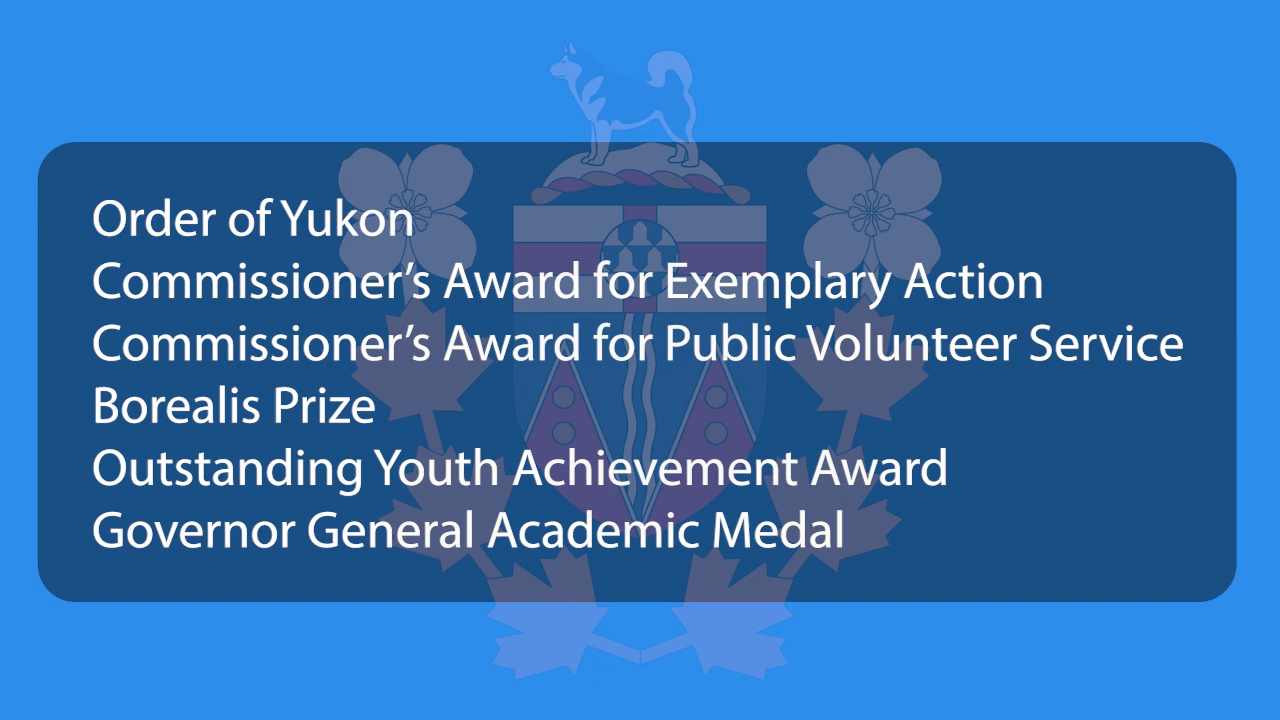 Order of Yukon
Commissioner’s Award for Exemplary Action
Commissioner’s Award for Public Volunteer Service
Borealis Prize
Outstanding Youth Achievement Award
Governor General Academic Medal